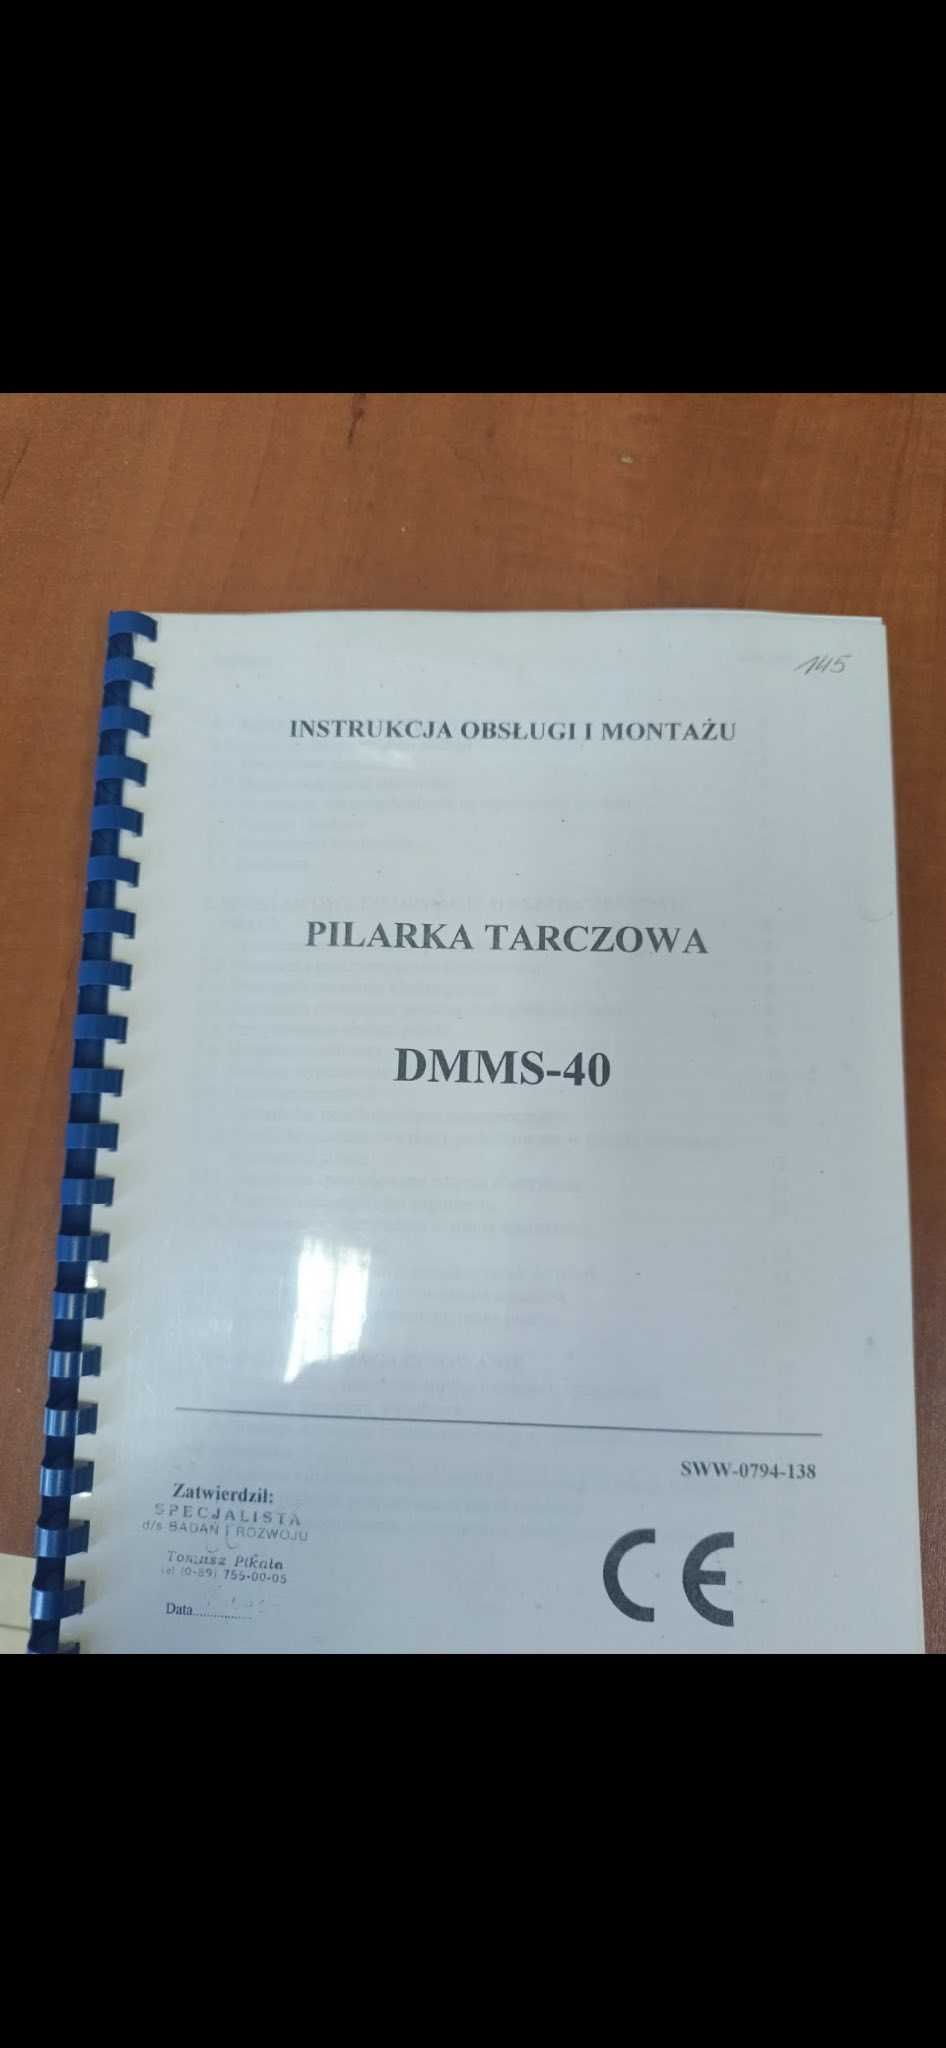 145
INSTRUKCJA OBSŁUGI I MONTAŻU
PILARKA TARCZOWA
DMMS-40
SWW-0794-138
Zatwierdził:
SPECJALISTA
d/s BADAŃ I ROZWOJU
Tomasz Pikała
tel (0-89) 755-00-05
Data
CE